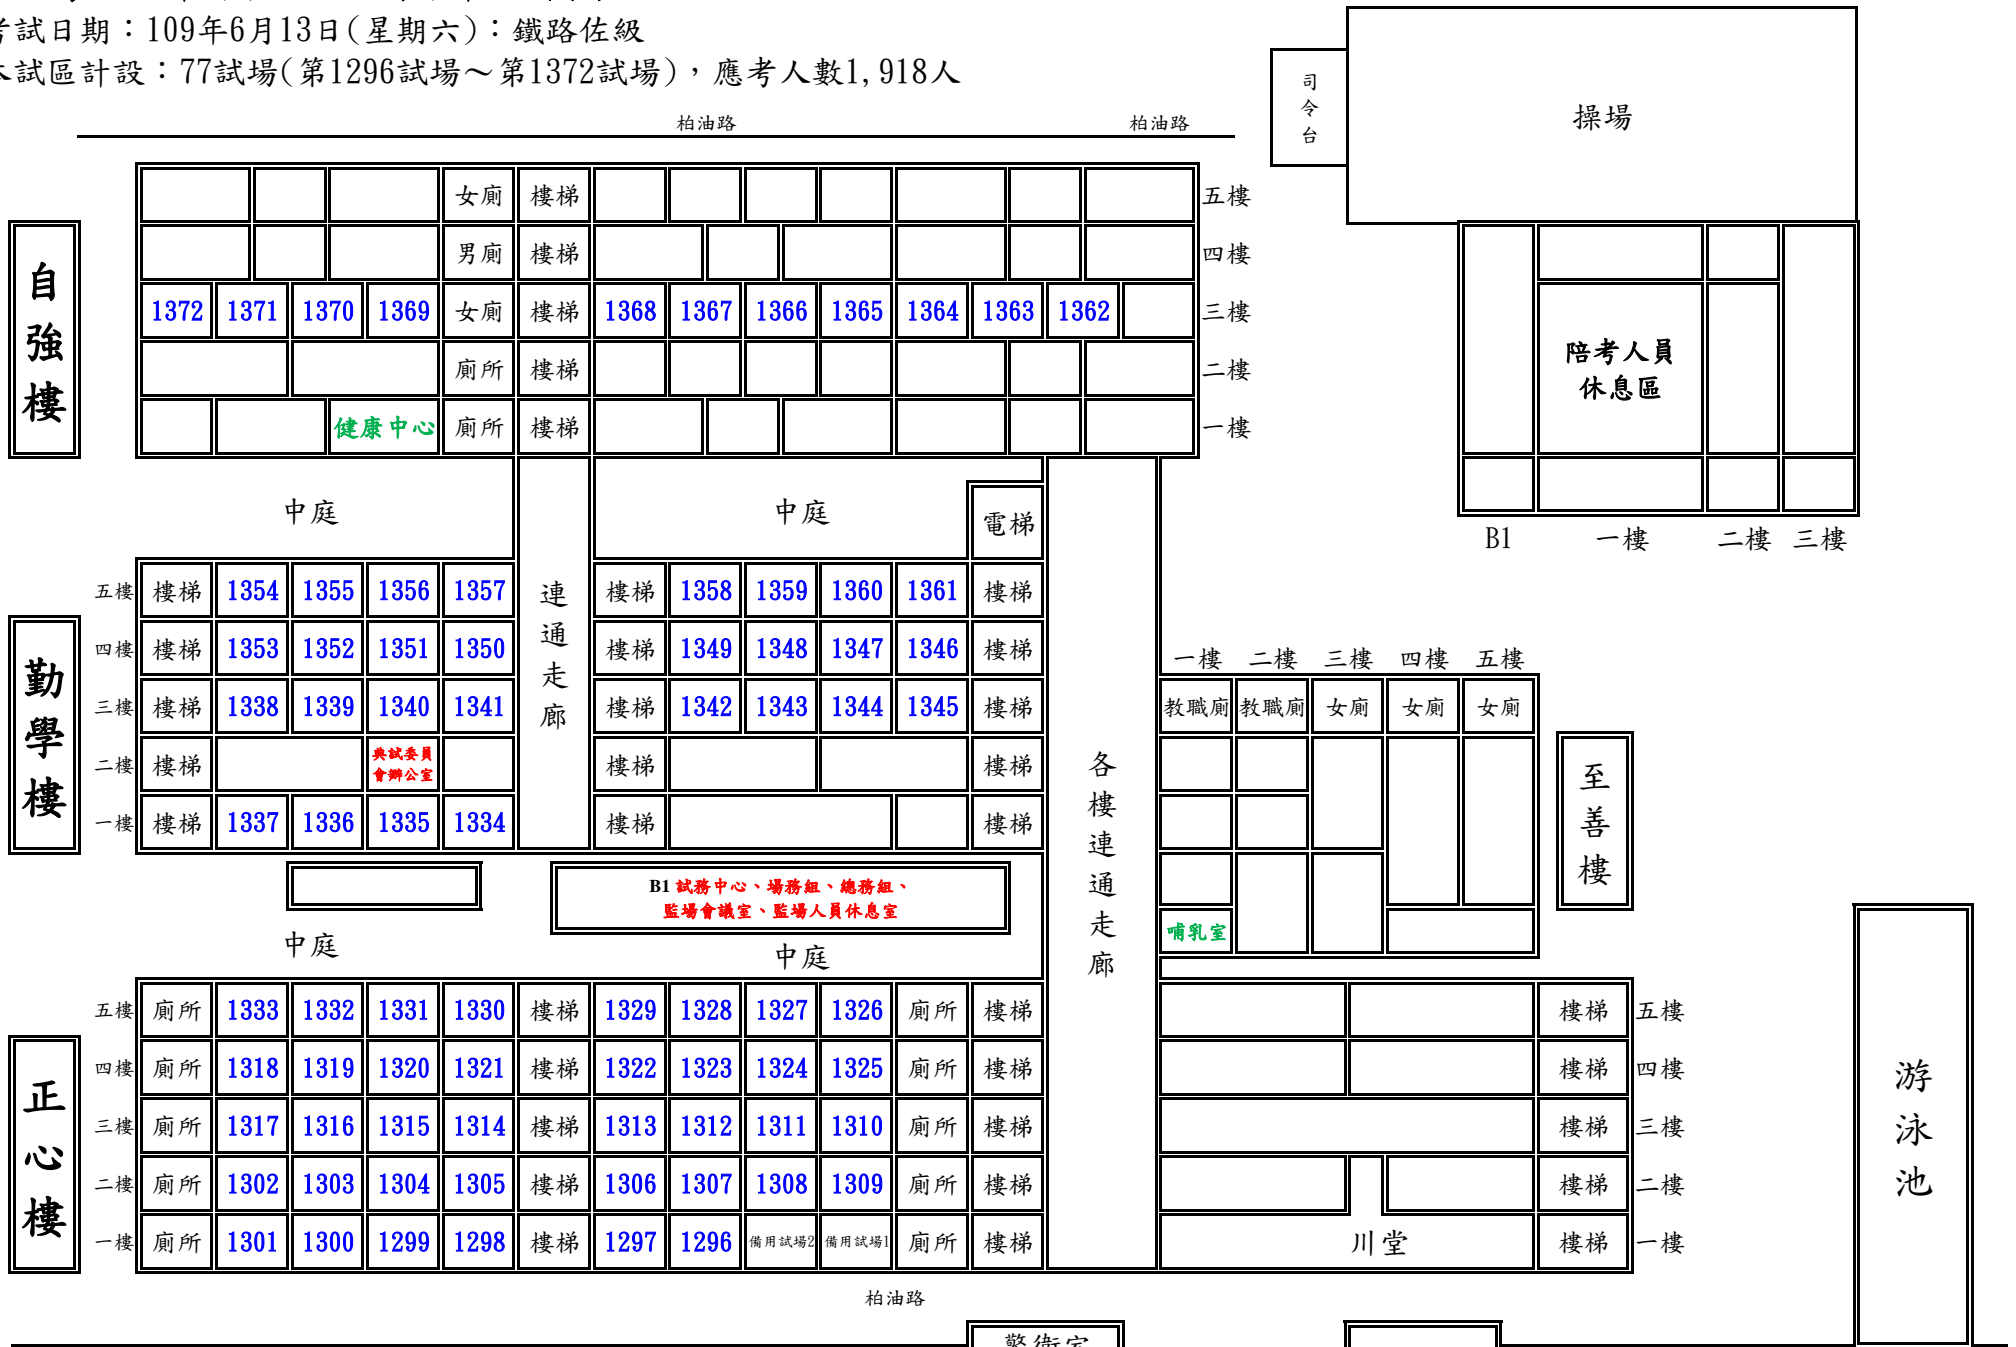 考試日期：109年6月13日(星期六)：鐵路佐級
本試區計設：77試場(第1296試場～第1372試場)，應考人數1,918人
柏油路 柏油路
司令台
操場
自強樓
女廁 樓梯 五樓
男廁 樓梯 四樓
1372 1371 1370 1369 女廁 樓梯 1368 1367 1366 1365 1364 1363 1362 三樓
廁所 樓梯 二樓
健康中心 廁所 樓梯 一樓
陪考人員
休息區
B1 一樓 二樓 三樓
中庭 中庭 電梯
連通走廊
各樓連通走廊
勤學樓
五樓 樓梯 1354 1355 1356 1357 樓梯 1358 1359 1360 1361 樓梯
四樓 樓梯 1353 1352 1351 1350 樓梯 1349 1348 1347 1346 樓梯
三樓 樓梯 1338 1339 1340 1341 樓梯 1342 1343 1344 1345 樓梯
二樓 樓梯 典試委員會辦公室 樓梯 樓梯
一樓 樓梯 1337 1336 1335 1334 樓梯 樓梯
一樓 二樓 三樓 四樓 五樓
教職廁 教職廁 女廁 女廁 女廁
至善樓
哺乳室
B1 試務中心、場務組、總務組、
監場會議室、監場人員休息室
中庭 中庭
正心樓
五樓 廁所 1333 1332 1331 1330 樓梯 1329 1328 1327 1326 廁所 樓梯 樓梯 五樓
四樓 廁所 1318 1319 1320 1321 樓梯 1322 1323 1324 1325 廁所 樓梯 樓梯 四樓
三樓 廁所 1317 1316 1315 1314 樓梯 1313 1312 1311 1310 廁所 樓梯 樓梯 三樓
二樓 廁所 1302 1303 1304 1305 樓梯 1306 1307 1308 1309 廁所 樓梯 樓梯 二樓
一樓 廁所 1301 1300 1299 1298 樓梯 1297 1296 備用試場2 備用試場1 廁所 樓梯 川堂 樓梯 一樓
游泳池
柏油路
警衛室